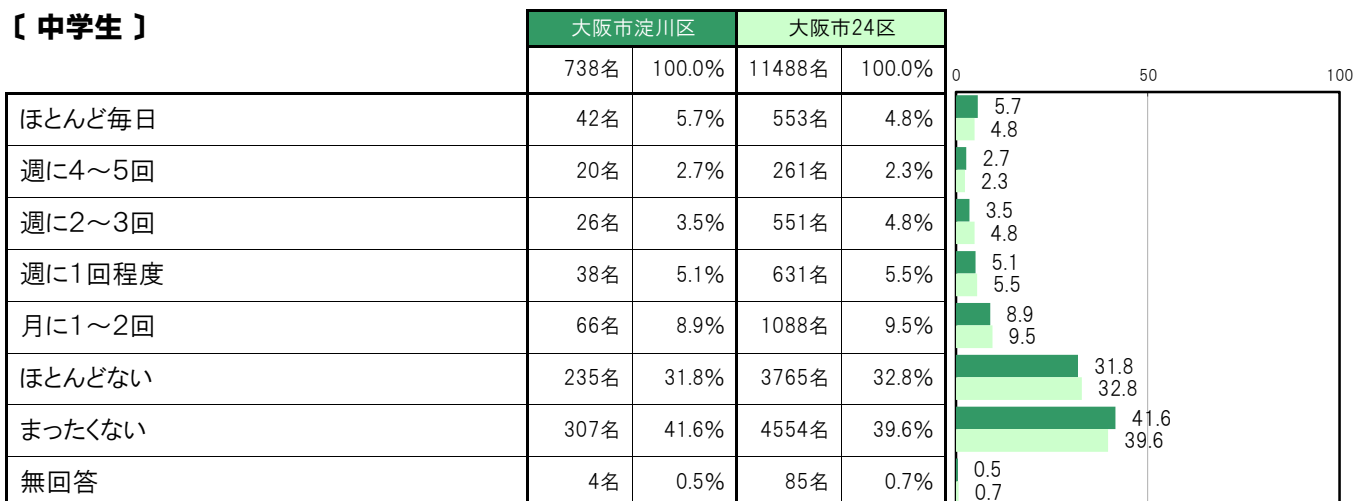 〔 中学生 〕
大阪市淀川区 大阪市24区
738名 100.0% 11488名 100.0%
0 50 100
ほとんど毎日 42名 5.7% 553名 4.8%
5.7
4.8
週に4～5回 20名 2.7% 261名 2.3%
2.7
2.3
週に2～3回 26名 3.5% 551名 4.8%
3.5
4.8
週に1回程度 38名 5.1% 631名 5.5%
5.1
5.5
月に1～2回 66名 8.9% 1088名 9.5%
8.9
9.5
ほとんどない 235名 31.8% 3765名 32.8%
31.8
32.8
まったくない 307名 41.6% 4554名 39.6%
41.6
39.6
無回答 4名 0.5% 85名 0.7%
0.5
0.7